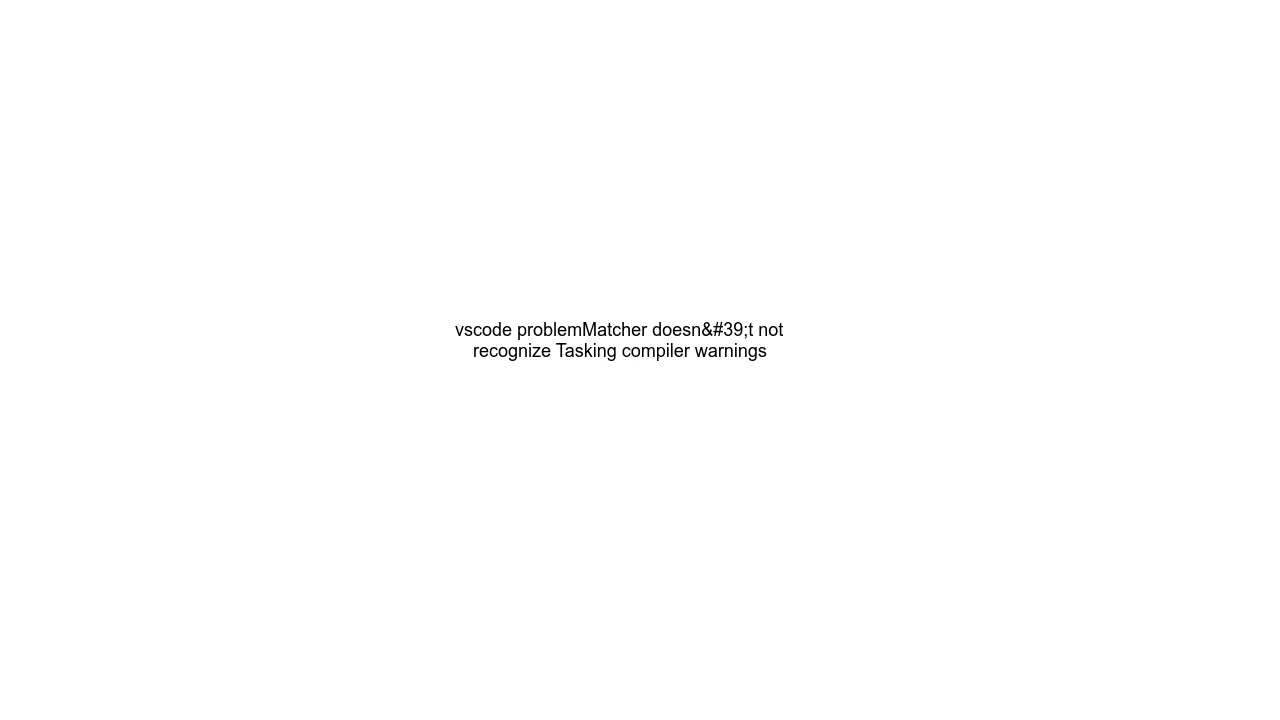 vscode problemMatcher doesn&#39;t not
recognize Tasking compiler warnings